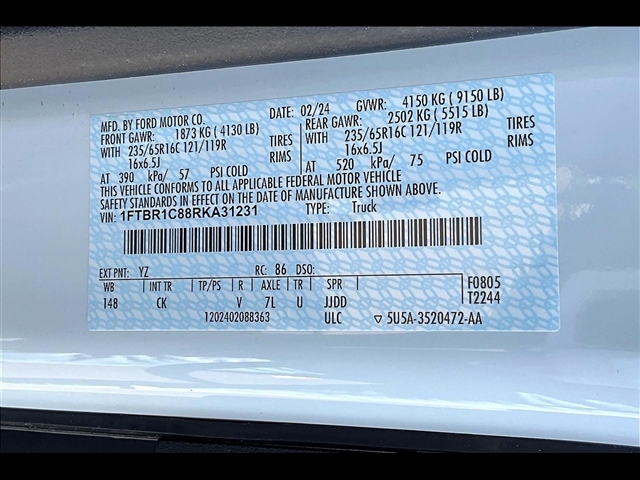 MFD. BY FORD MOTOR CO. DATE: 02/24 GVWR: 4150 KG ( 9150 LB)
FRONT GAWR: 1873 KG ( 4130 LB) REAR GAWR: 2502 KG ( 5515 LB)
WITH 235/65R16C 121/119R TIRES WITH 235/65R16C 121/119R TIRES
16x6.5J RIMS 16x6.5J RIMS
AT 390 kPa/ 57 PSI COLD AT 520 kPa/ 75 PSI COLD
THIS VEHICLE CONFORMS TO ALL APPLICABLE FEDERAL MOTOR VEHICLE
SAFETY STANDARDS IN EFFECT ON THE DATE OF MANUFACTURE SHOWN ABOVE.
VIN: 1FTBR1C88RKA31231 TYPE: Truck
EXT PNT: YZ RC: 86 DSO:
WB INT TR TP/PS R AXLE TR SPR F0805
148 CK V 7L U JJDD T2244
1202402088363 ULC ▽ 5U5A-3520472-AA